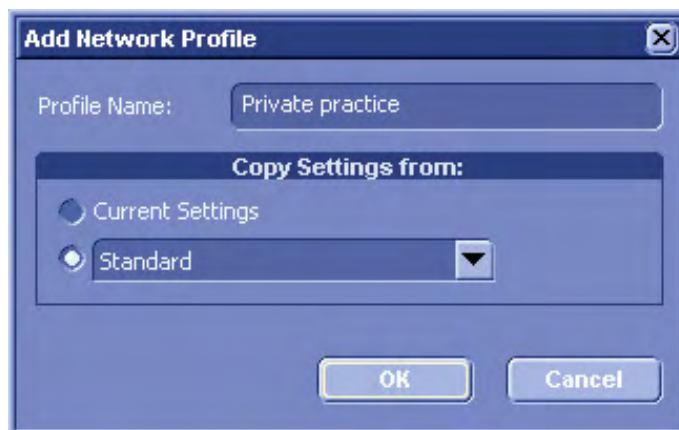 Add Network Profile
Profile Name: Private practice
Copy Settings from:
Current Settings
Standard
OK Cancel